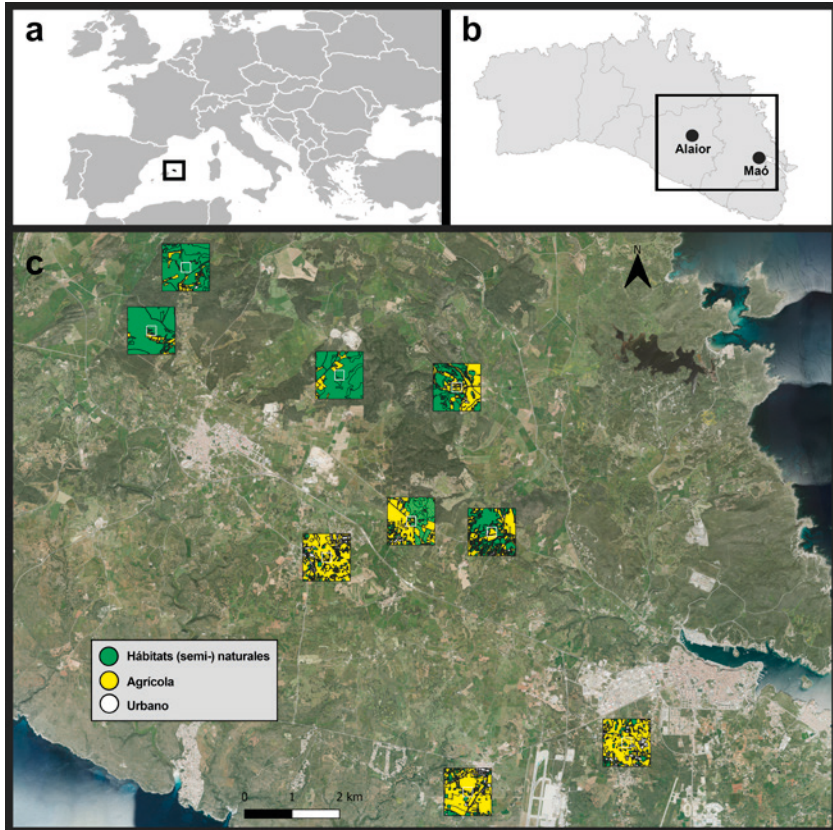 a
b
Alaior
Maó
c
N
Hábitats (semi-) naturales
Agrícola
Urbano
0 1 2 km